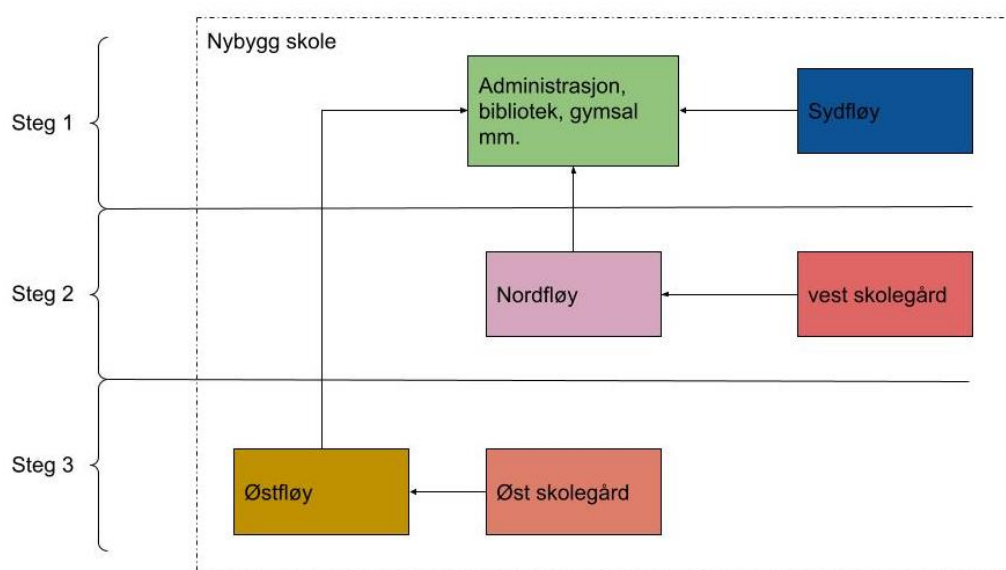 Nybygg skole
Steg 1
Administrasjon,
bibliotek, gymsal
mm.
Sydfløy
Steg 2
Nordfløy
vest skolegård
Steg 3
Østfløy
Øst skolegård